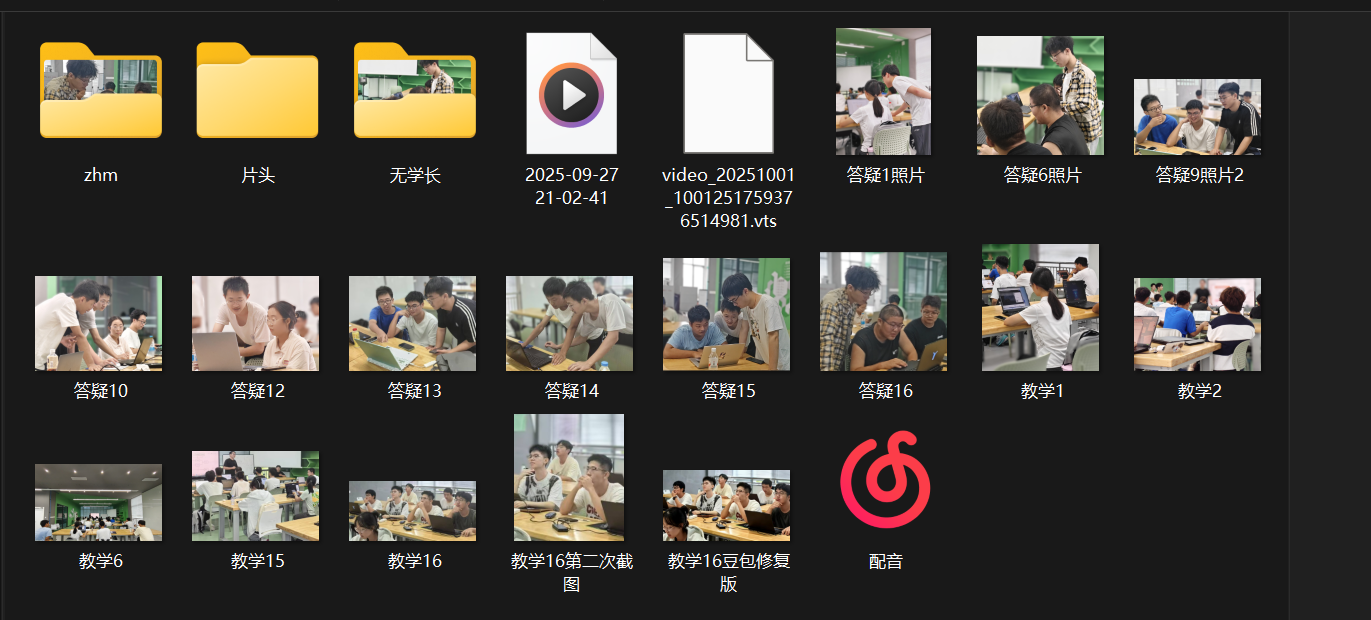 zhm
片头
无学长
2025-09-27
21-02-41
video_20251001
_100125175937
6514981.vts
答疑1照片
答疑6照片
答疑9照片2
答疑10
答疑12
答疑13
答疑14
答疑15
答疑16
教学1
教学2
教学6
教学15
教学16
教学16第二次截
图
教学16豆包修复
版
配音